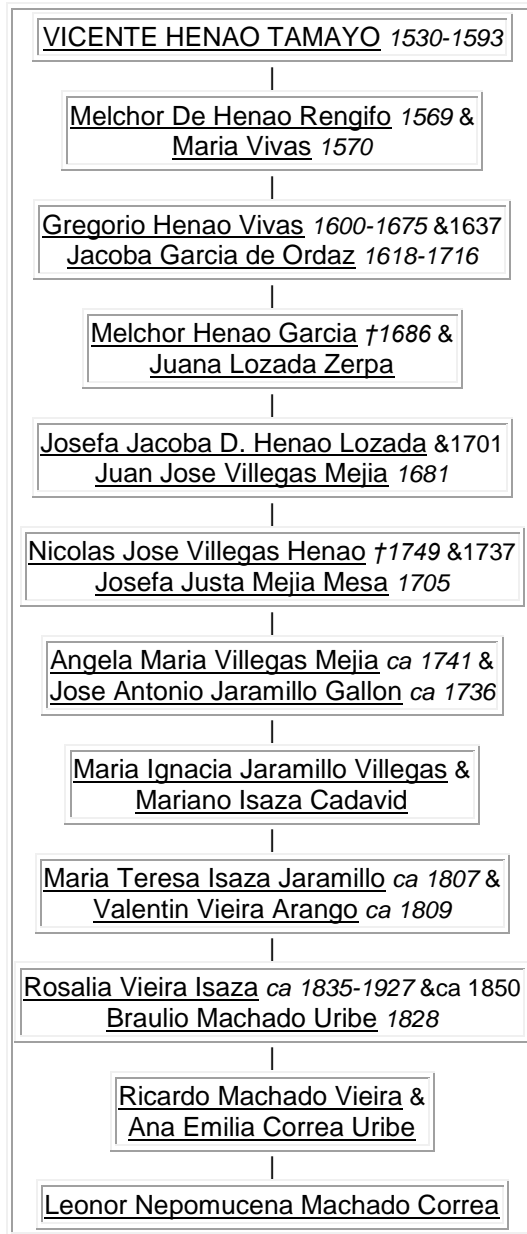 VICENTE HENAO TAMAYO 1530-1593
Melchor De Henao Rengifo 1569 &
Maria Vivas 1570
Gregorio Henao Vivas 1600-1675 &1637
Jacoba Garcia de Ordaz 1618-1716
Melchor Henao Garcia †1686 &
Juana Lozada Zerpa
Josefa Jacoba D. Henao Lozada &1701
Juan Jose Villegas Mejia 1681
Nicolas Jose Villegas Henao †1749 &1737
Josefa Justa Mejia Mesa 1705
Angela Maria Villegas Mejia ca 1741 &
Jose Antonio Jaramillo Gallon ca 1736
Maria Ignacia Jaramillo Villegas &
Mariano Isaza Cadavid
Maria Teresa Isaza Jaramillo ca 1807 &
Valentin Vieira Arango ca 1809
Rosalia Vieira Isaza ca 1835-1927 &ca 1850
Braulio Machado Uribe 1828
Ricardo Machado Vieira &
Ana Emilia Correa Uribe
Leonor Nepomucena Machado Correa